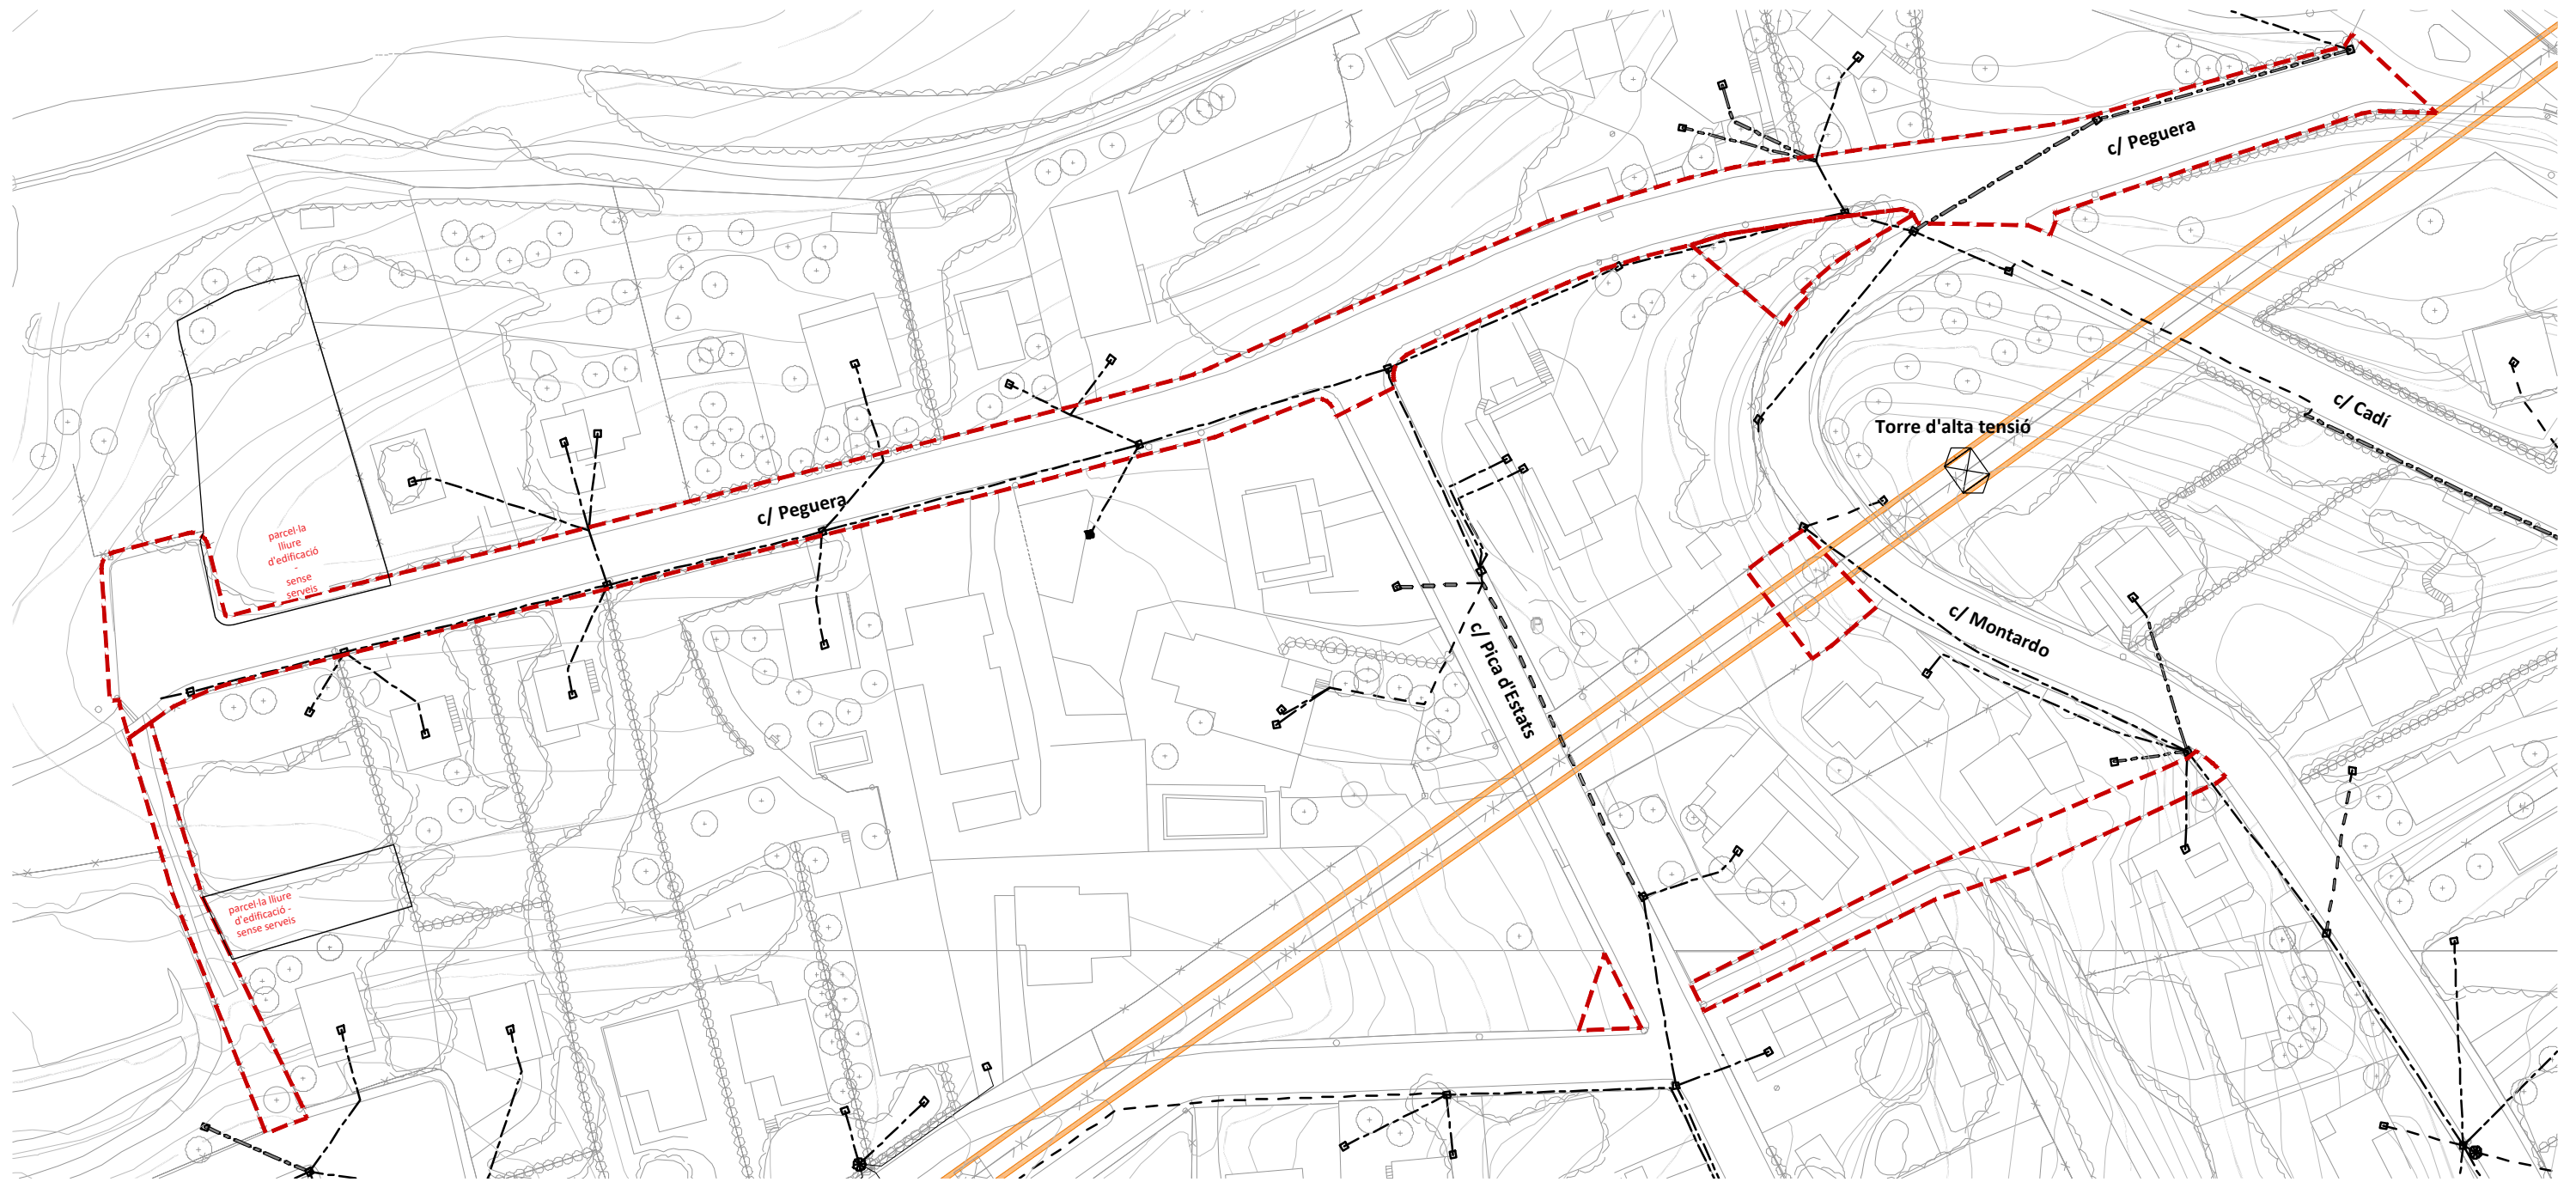 c/ Peguera
c/ Cadí
Torre d'alta tensió
c/ Peguera
parcel·la
lliure
d'edificació
-
sense
serveis
c/ Montardo
c/ Pica d'Estats
parcel·la lliure
d'edificació -
sense serveis